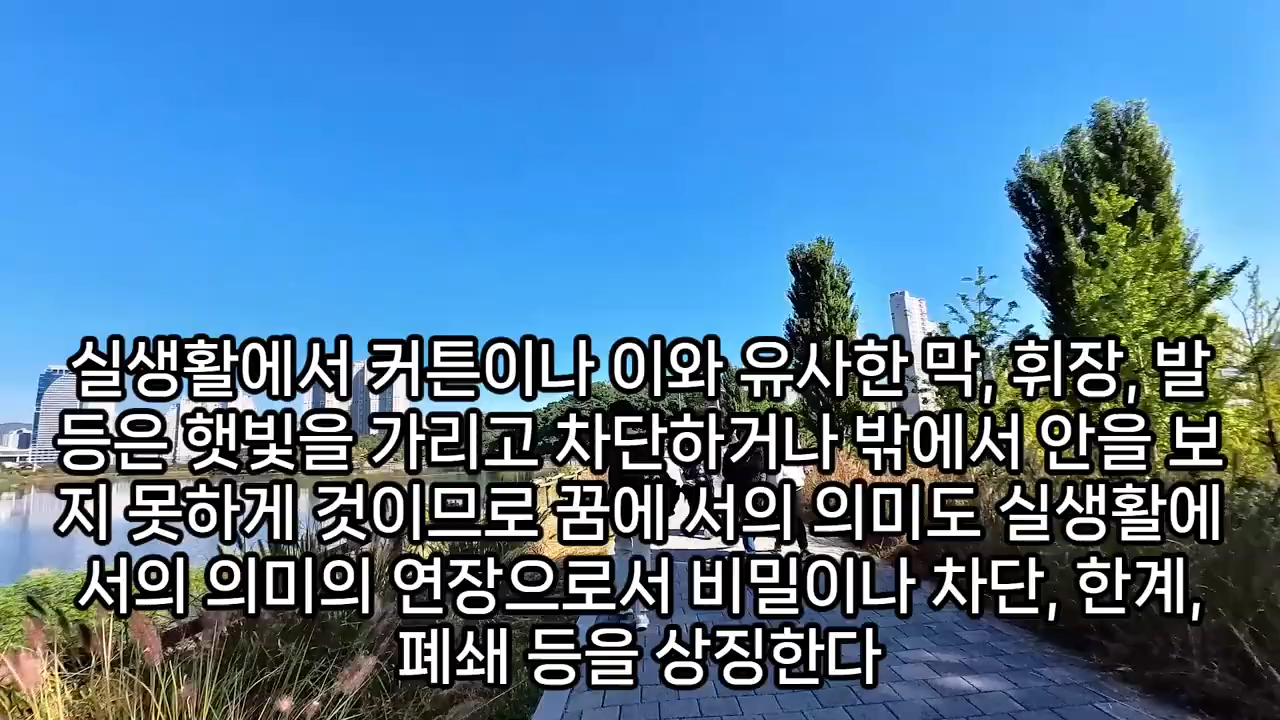 실생활에서 커튼이나 이와 유사한 막, 휘장, 발
등은 햇빛을 가리고 차단하거나 밖에서 안을 보
지 못하게 것이므로 꿈에 서의 의미도 실생활에
서의 의미의 연장으로서 비밀이나 차단, 한계,
폐쇄 등을 상징한다